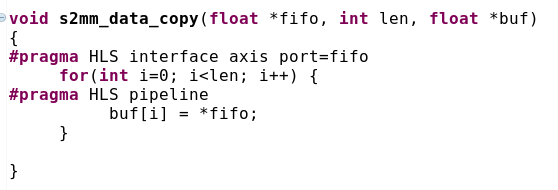 void s2mm_data_copy(float *fifo, int len, float *buf)
{
#pragma HLS interface axis port=fifo
     for(int i=0; i<len; i++) {
#pragma HLS pipeline
          buf[i] = *fifo;
     }
}